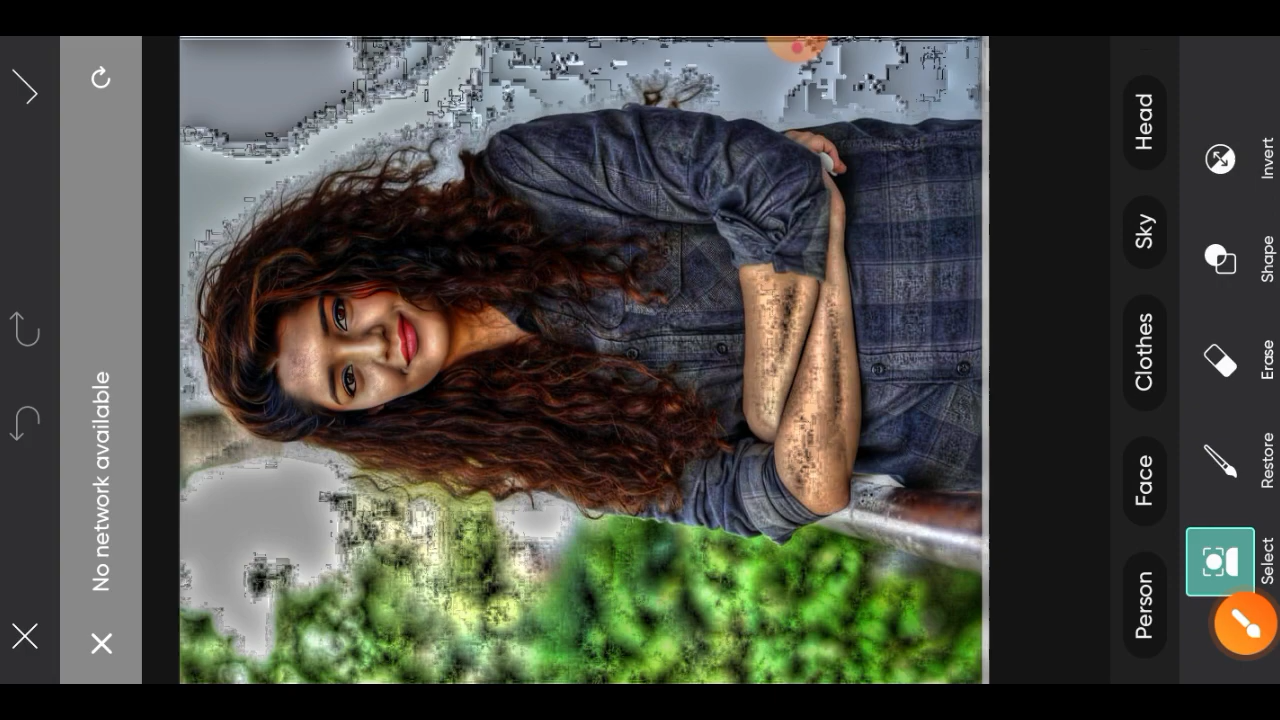 No network available
Person
Face
Clothes
Sky
Head
Select
Restore
Erase
Shape
Invert